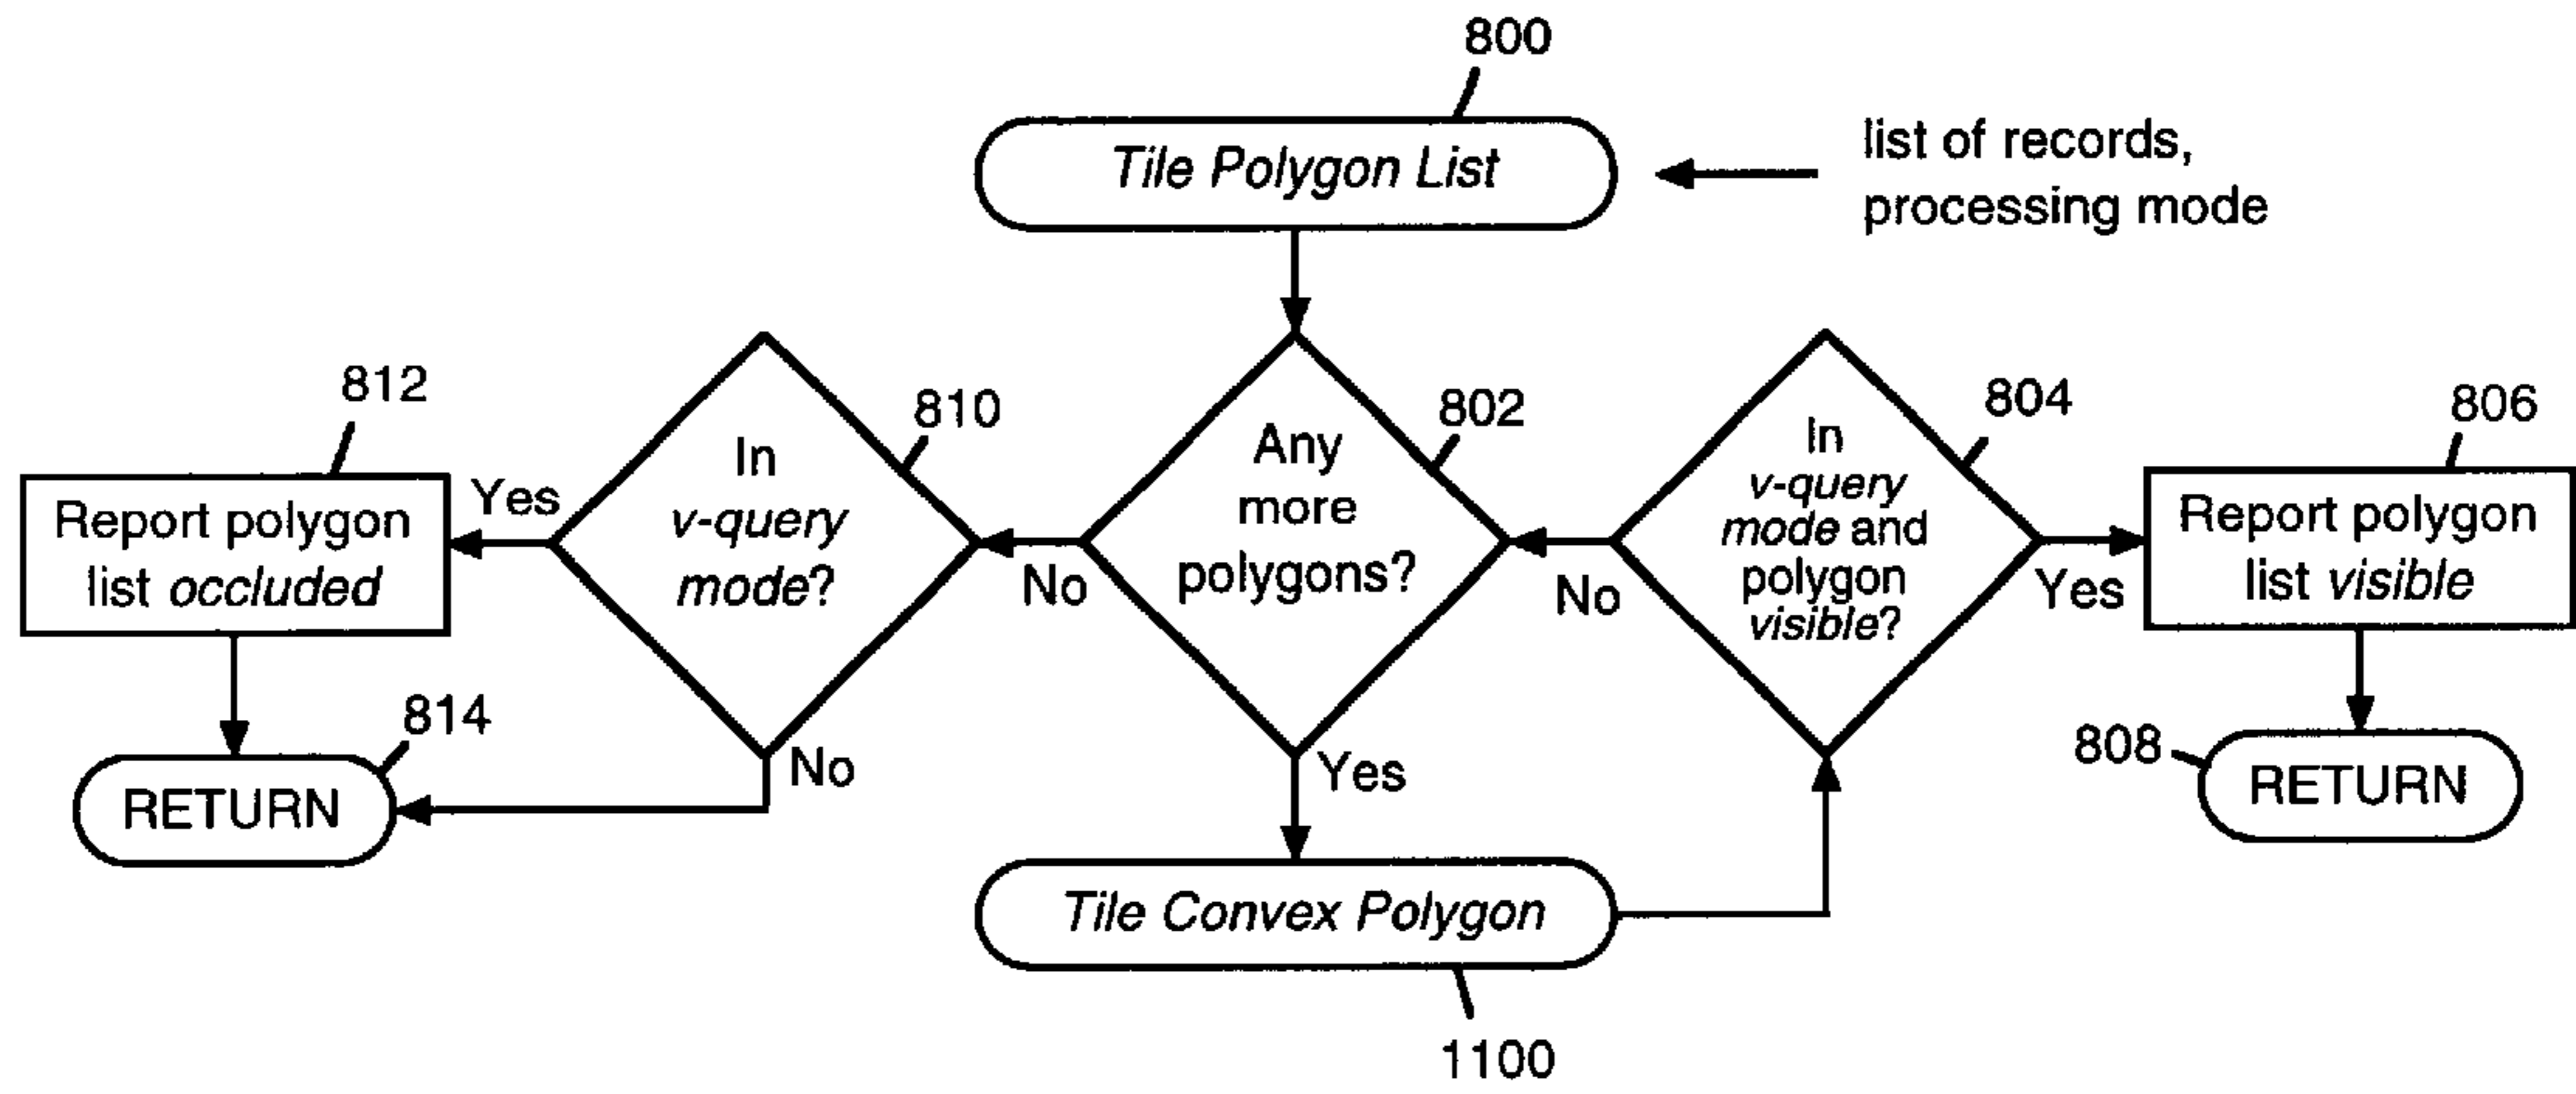 800
Tile Polygon List
list of records,
processing mode
812
Report polygon
list occluded
Yes
810
In
v-query
mode?
No
802
Any
more
polygons?
No
804
In
v-query
mode and
polygon
visible?
Yes
806
Report polygon
list visible
814
RETURN
No
Yes
808
RETURN
Tile Convex Polygon
1100